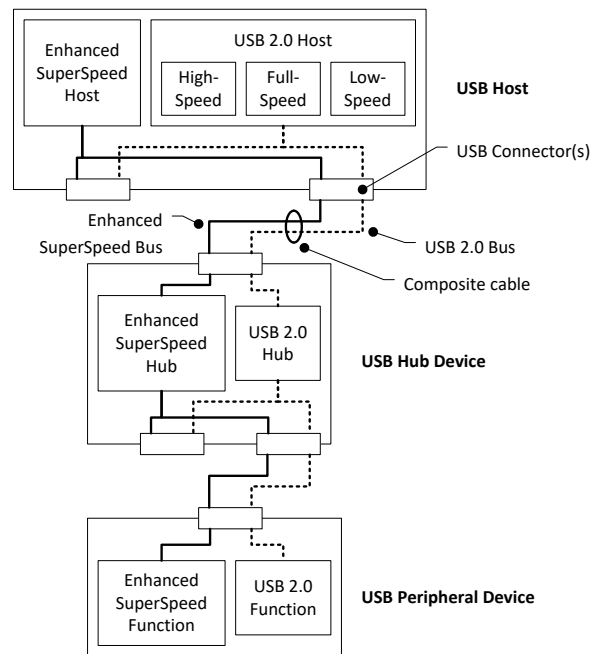 Enhanced
SuperSpeed
Host
USB 2.0 Host
High-
Speed
Full-
Speed
Low-
Speed
USB Host
USB Connector(s)
Enhanced
SuperSpeed Bus
USB 2.0 Bus
Composite cable
Enhanced
SuperSpeed
Hub
USB 2.0
Hub
USB Hub Device
Enhanced
SuperSpeed
Function
USB 2.0
Function
USB Peripheral Device